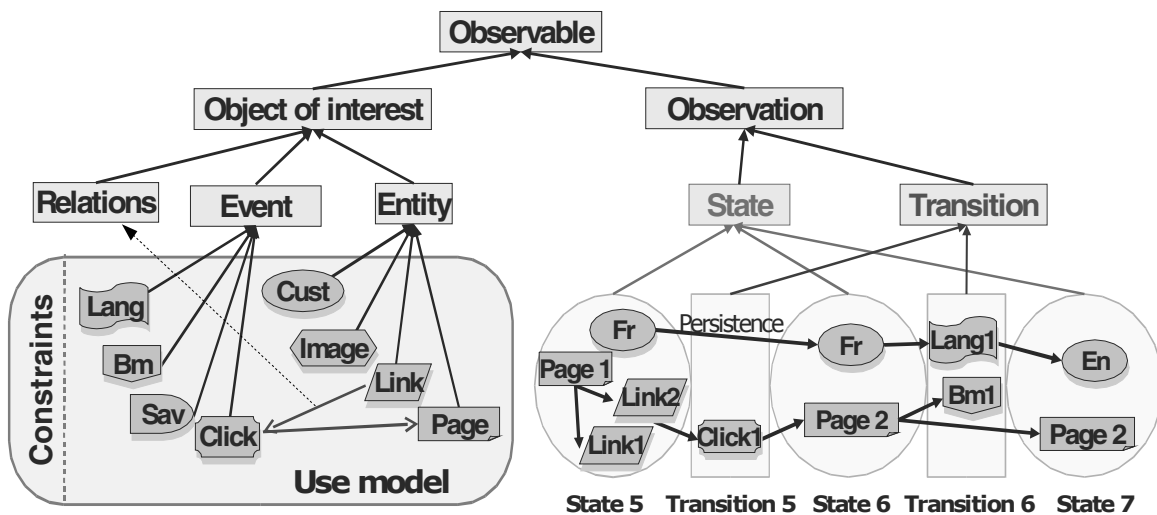 Observable
Object of interest
Observation
Relations
Event
Entity
State
Transition
Constraints
Lang
Cust
Bm
Image
Link
Sav
Click
Page
Use model
Fr
Persistence
Fr
Lang1
En
Page 1
Link2
Bm1
Link1
Click1
Page 2
Page 2
State 5
Transition 5
State 6
Transition 6
State 7